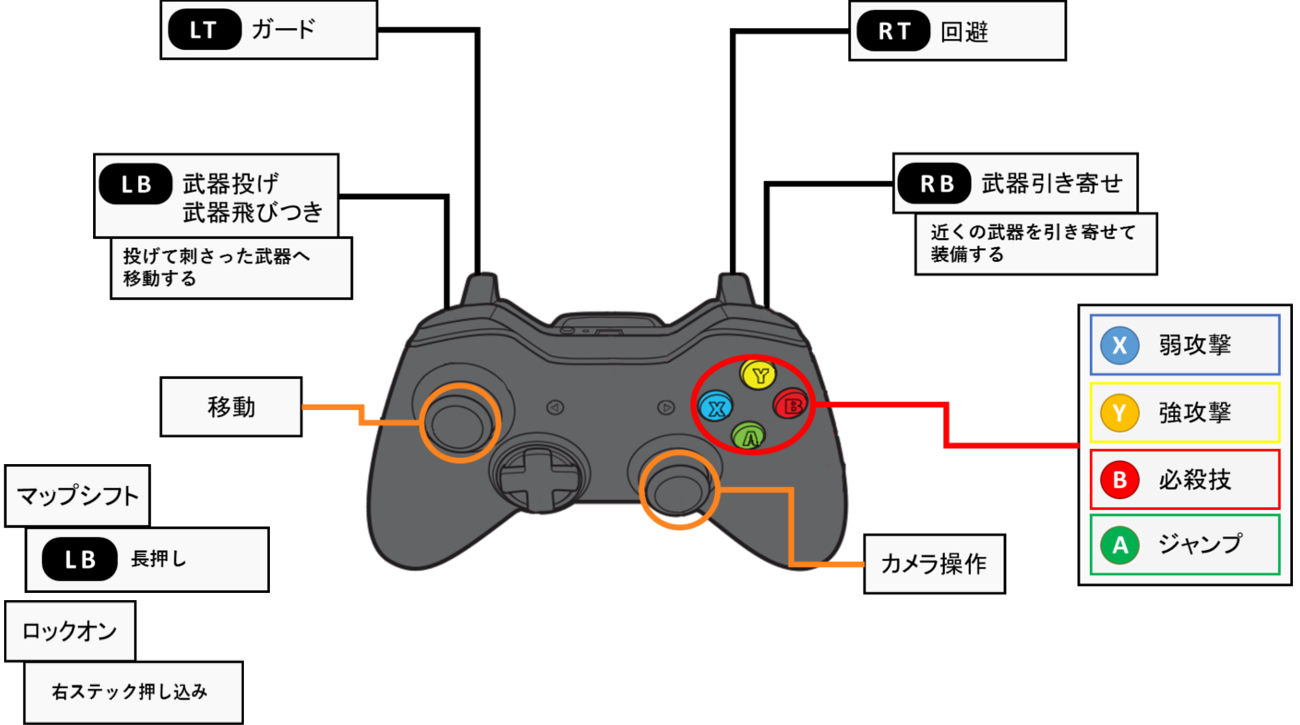 LT ガード
RT 回避
LB 武器投げ
武器飛びつき
投げて刺さった武器へ
移動する
RB 武器引き寄せ
近くの武器を引き寄せて
装備する
Y
X
B
A
X 弱攻撃
Y 強攻撃
B 必殺技
A ジャンプ
移動
カメラ操作
マップシフト
LB 長押し
ロックオン
右ステック押し込み